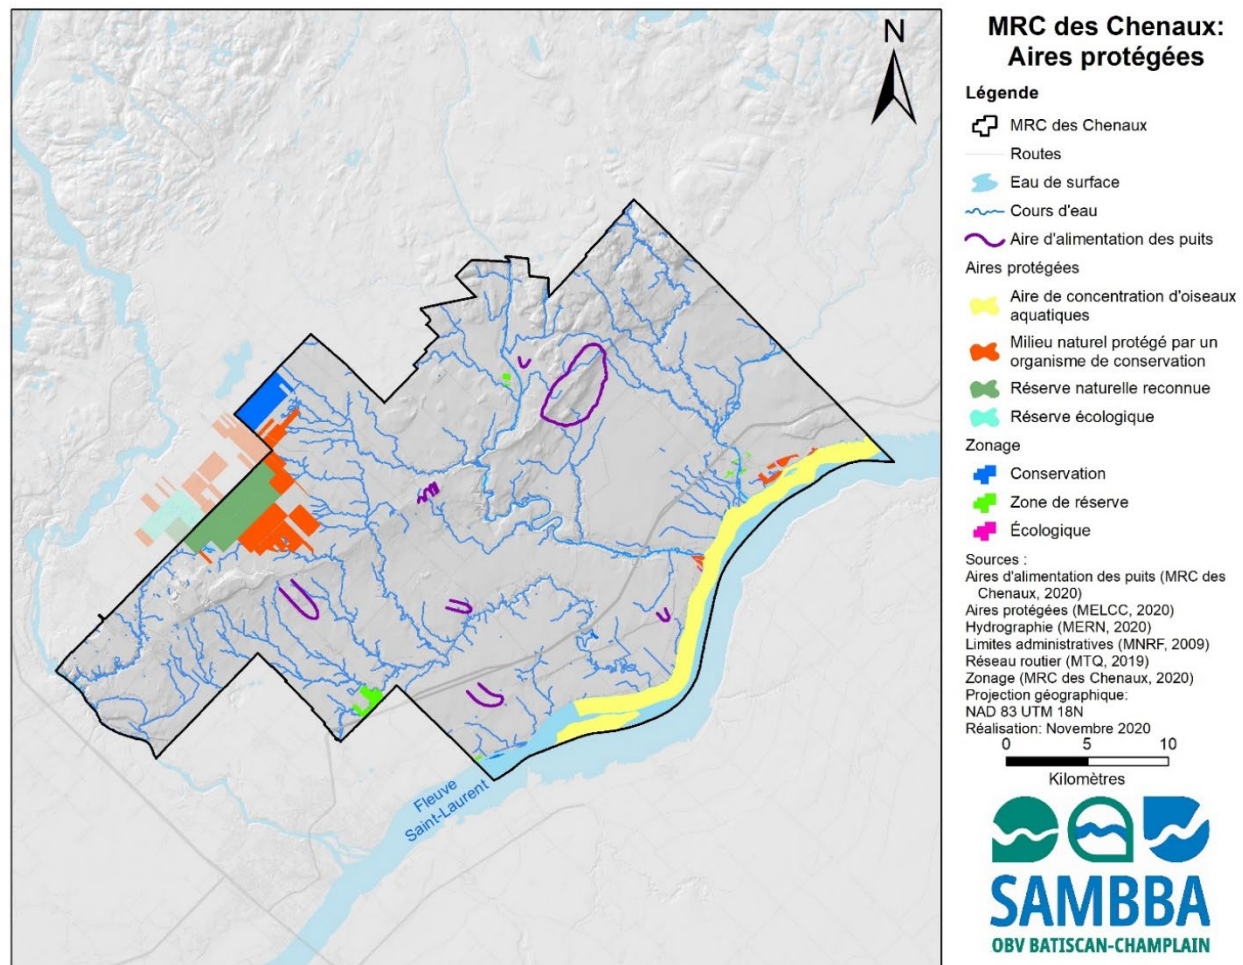 N
Fleuve
Saint-Laurent
MRC des Chenaux:
Aires protégées
Légende
MRC des Chenaux
Routes
Eau de surface
Cours d'eau
Aire d'alimentation des puits
Aires protégées
Aire de concentration d'oiseaux
aquatiques
Milieu naturel protégé par un
organisme de conservation
Réserve naturelle reconnue
Réserve écologique
Zonage
Conservation
Zone de réserve
Écologique
Sources :
Aires d'alimentation des puits (MRC des
Chenaux, 2020)
Aires protégées (MELCC, 2020)
Hydrographie (MERN, 2020)
Limites administratives (MNRF, 2009)
Réseau routier (MTQ, 2019)
Zonage (MRC des Chenaux, 2020)
Projection géographique:
NAD 83 UTM 18N
Réalisation: Novembre 2020
0 5 10
Kilomètres
SAMBBA
OBV BATISCAN-CHAMPLAIN